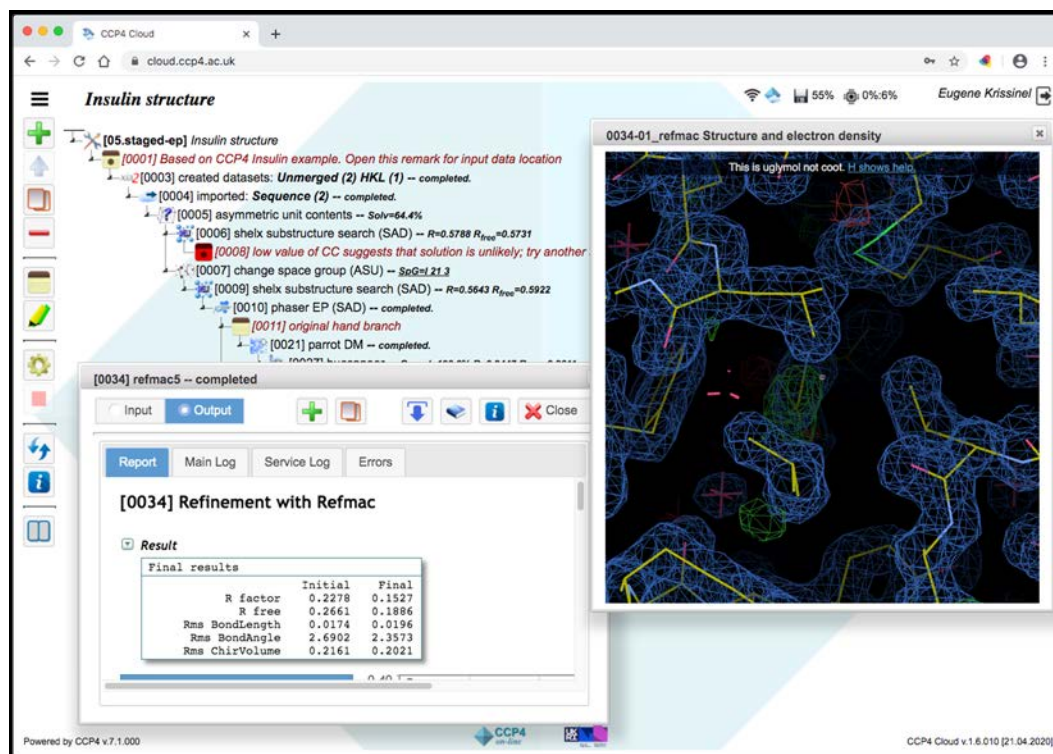 CCP4 Cloud
cloud.ccp4.ac.uk
Insulin structure
55% 0%:6% Eugene Krissinel
[05.staged-ep] Insulin structure
[0001] Based on CCP4 Insulin example. Open this remark for input data location
[0003] created datasets: Unmerged (2) HKL (1) -- completed.
[0004] imported: Sequence (2) -- completed.
[0005] asymmetric unit contents -- Solv=64.4%
[0006] shelx substructure search (SAD) -- R=0.5788 Rfree=0.5731
[0008] low value of CC suggests that solution is unlikely; try another
[0007] change space group (ASU) -- SpG=I 21 3
[0009] shelx substructure search (SAD) -- R=0.5643 Rfree=0.5922
[0010] phaser EP (SAD) -- completed.
[0011] original hand branch
[0021] parrot DM -- completed.
[0034] refmac5 -- completed
Input Output Close
Report Main Log Service Log Errors
[0034] Refinement with Refmac
Result
Final results
Initial Final
R factor 0.2278 0.1527
R free 0.2661 0.1886
Rms BondLength 0.0174 0.0196
Rms BondAngle 2.6902 2.3573
Rms ChirVolume 0.2161 0.2021
0034-01_refmac Structure and electron density
This is uglymol not coot. H shows help.
Powered by CCP4 v.7.1.000
CCP4
on-line
CCP4 Cloud v.1.6.010 [21.04.2020]